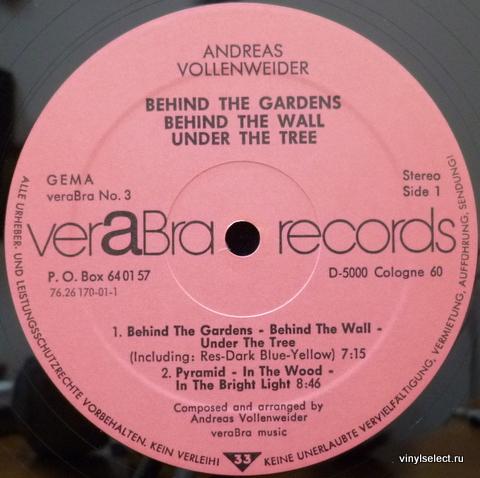 ANDREAS
VOLLENWEIDER
BEHIND THE GARDENS
BEHIND THE WALL
UNDER THE TREE
GEMA
veraBra No. 3
Stereo
Side 1
veraBra records
P. O. Box 640157
76.26170-01-1
D-5000 Cologne 60
1. Behind The Gardens - Behind The Wall -
Under The Tree
(Including: Res-Dark Blue-Yellow) 7:15
2. Pyramid - In The Wood -
In The Bright Light 8:46
Composed and arranged by
Andreas Vollenweider
veraBra music
ALLE URHEBER- UND LEISTUNGSSCHUTZRECHTE VORBEHALTEN. KEIN VERLEIH!
33
KEINE UNERLAUBTE VERVIELFÄLTIGUNG, VERMIETUNG, AUFFÜHRUNG, SENDUNG!
vinylselect.ru